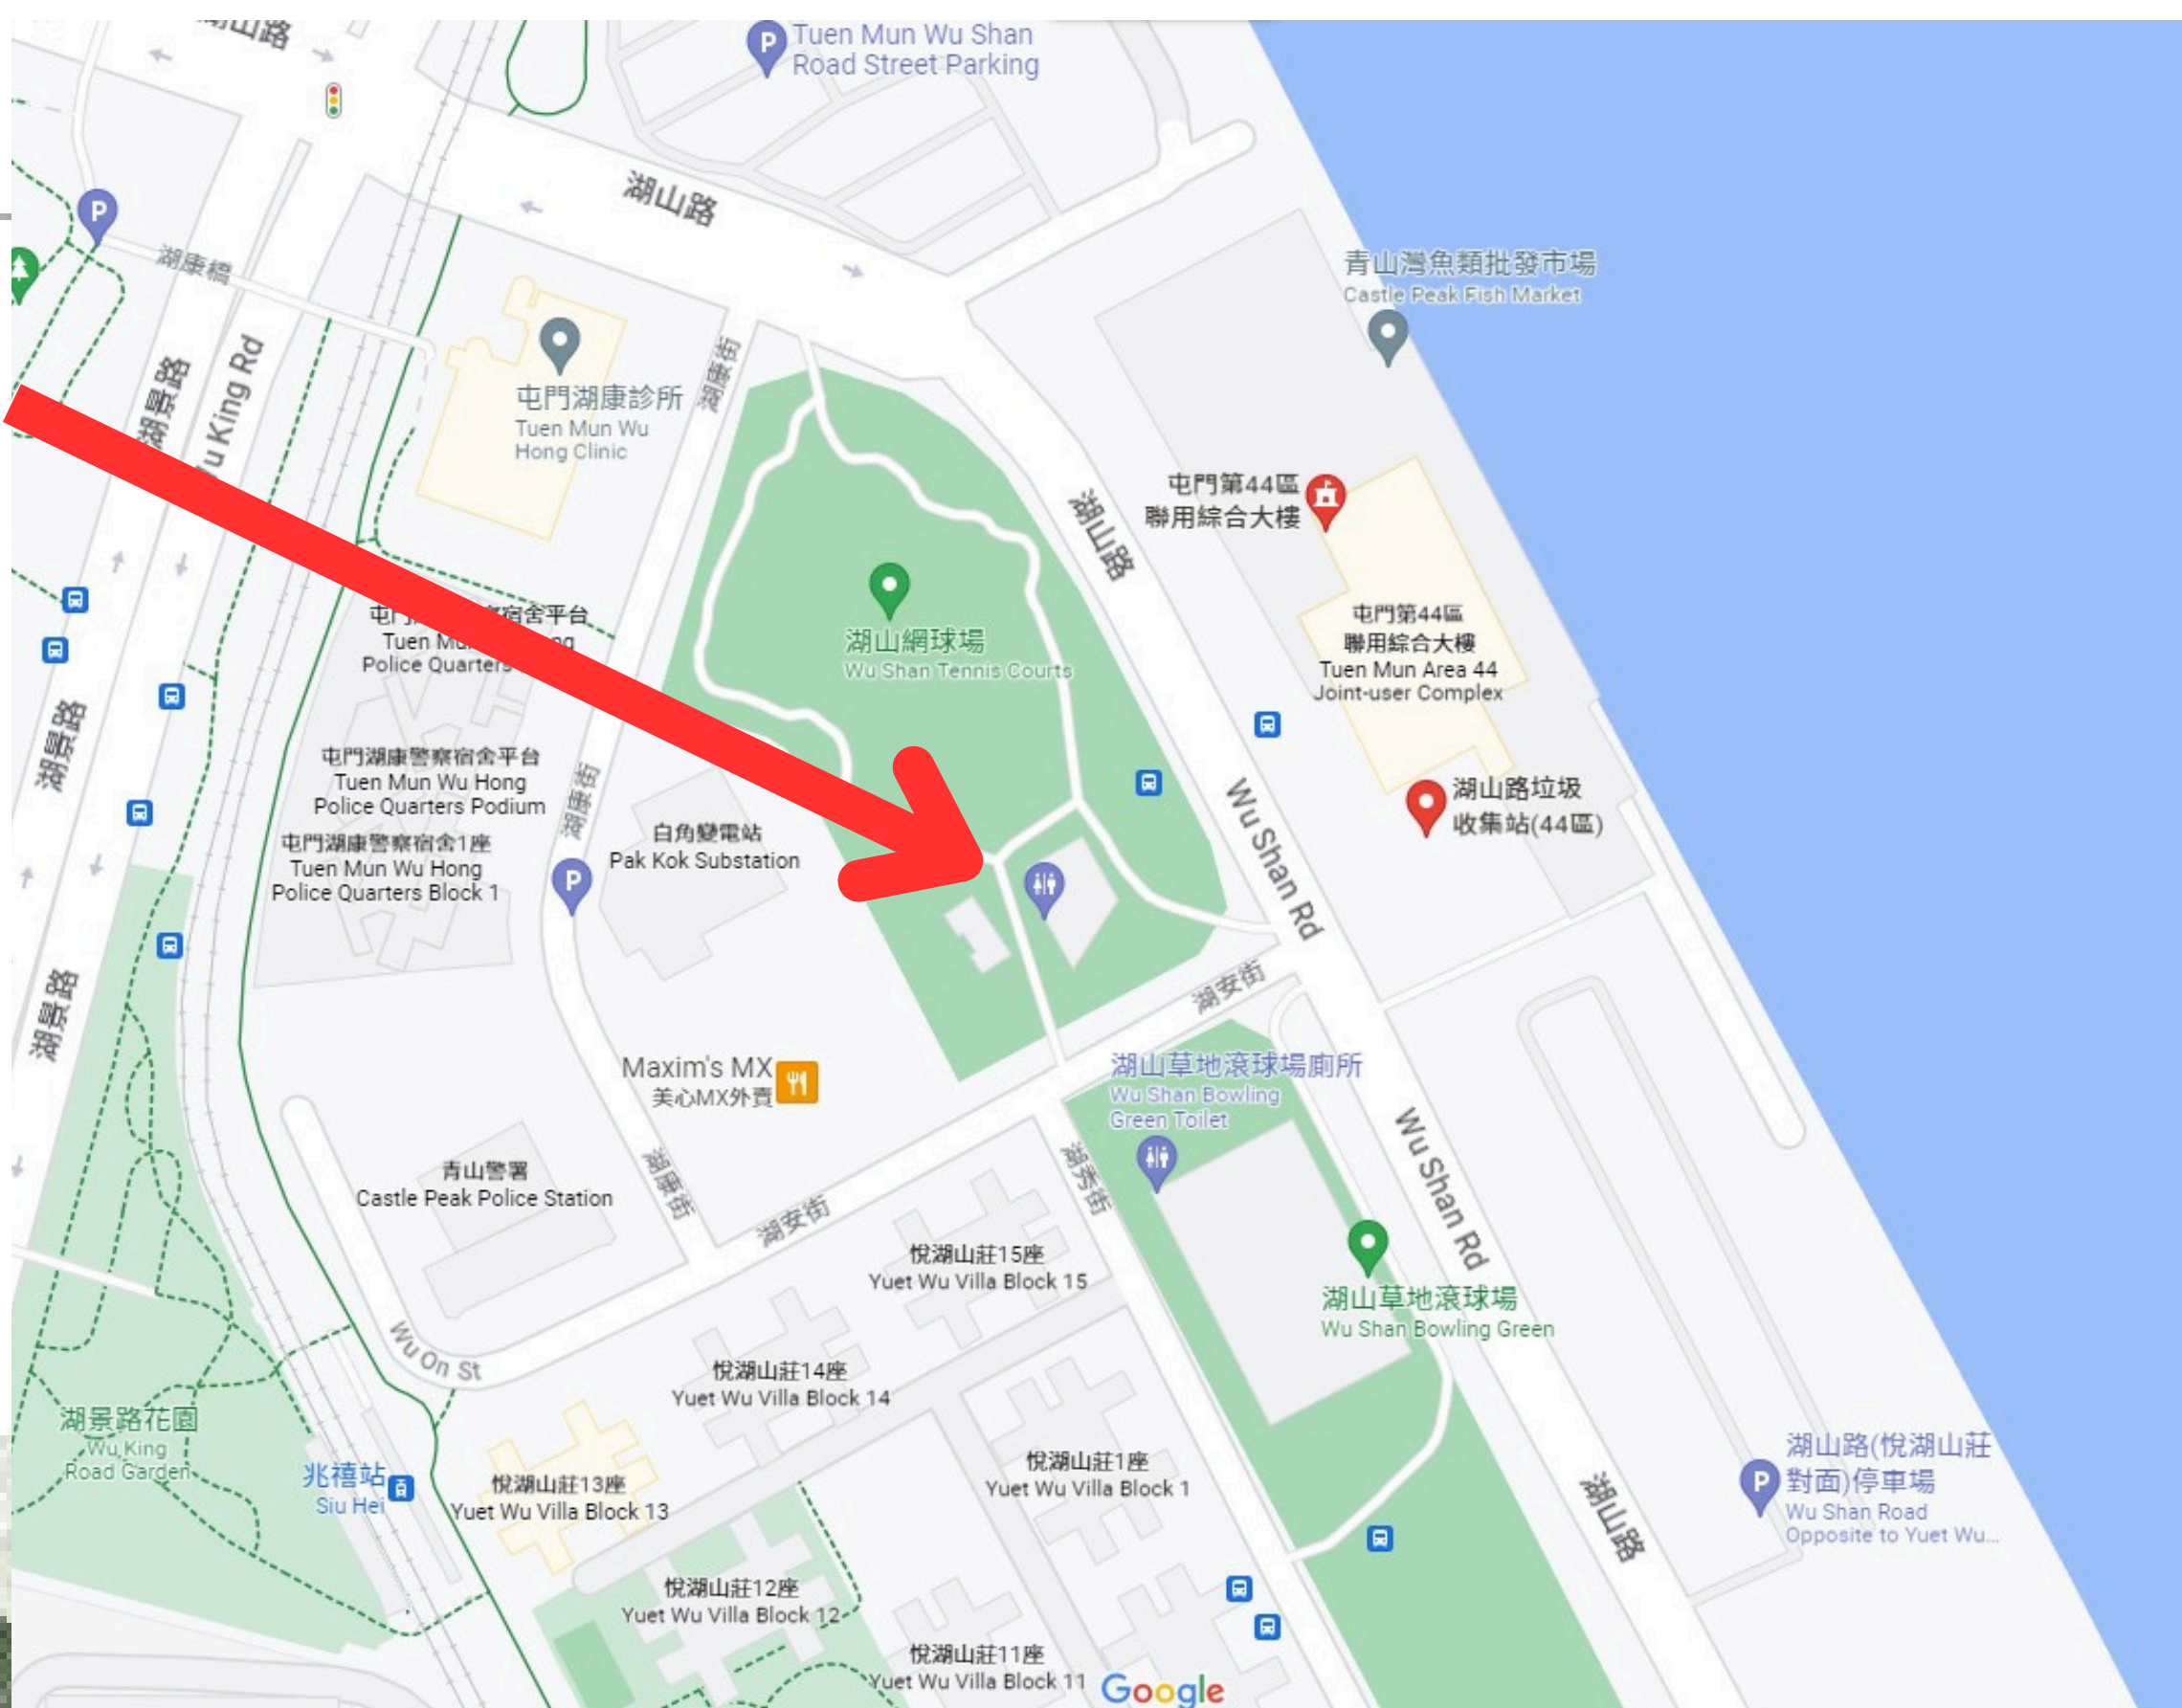 湖山路
Tuen Mun Wu Shan
Road Street Parking
P
P
湖山路
湖康橋
青山灣魚類批發市場
Castle Peak Fish Market
湖景路
Wu King Rd
屯門湖康診所
Tuen Mun Wu
Hong Clinic
湖康街
湖山路
屯門第44區
聯用綜合大樓
屯門第44區
聯用綜合大樓
Tuen Mun Area 44
Joint-user Complex
宿舍平台
Police Quarters
湖山網球場
Wu Shan Tennis Courts
湖景路
屯門湖康警察宿舍平台
Tuen Mun Wu Hong
Police Quarters Podium
湖康街
屯門湖康警察宿舍1座
Tuen Mun Wu Hong
Police Quarters Block 1
P
白角變電站
Pak Kok Substation
Wu Shan Rd
湖山路垃圾
收集站(44區)
湖景路
湖安街
Maxim's MX
美心MX外賣
湖山草地滾球場廁所
Wu Shan Bowling
Green Toilet
青山警署
Castle Peak Police Station
湖康街
湖安街
湖秀街
Wu Shan Rd
悅湖山莊15座
Yuet Wu Villa Block 15
湖山草地滾球場
Wu Shan Bowling Green
Wu On St
悅湖山莊14座
Yuet Wu Villa Block 14
湖景路花園
Wu King
Road Garden
兆禧站
Siu Hei
悅湖山莊13座
Yuet Wu Villa Block 13
悅湖山莊1座
Yuet Wu Villa Block 1
湖山路
P
湖山路(悅湖山莊
對面)停車場
Wu Shan Road
Opposite to Yuet Wu...
悅湖山莊12座
Yuet Wu Villa Block 12
悅湖山莊11座
Yuet Wu Villa Block 11
Google